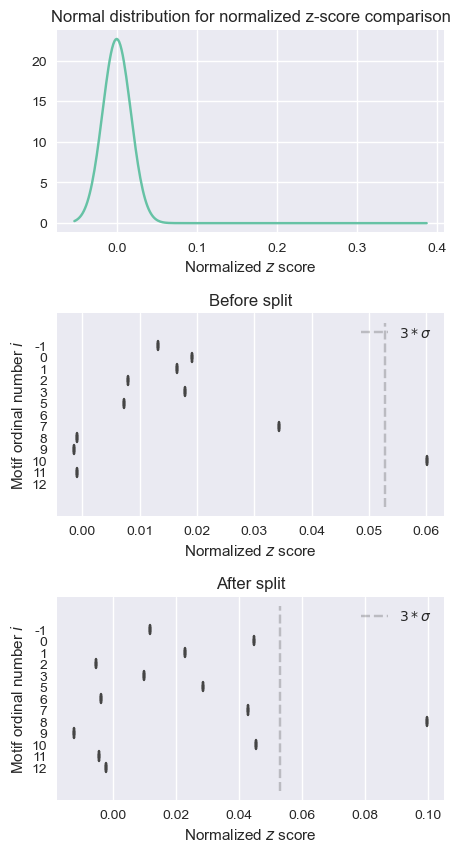 Normal distribution for normalized z-score comparison
20
15
10
5
0
0.0 0.1 0.2 0.3 0.4
Normalized z score
Before split
3 * σ
Motif ordinal number i
-1
0
1
2
3
5
6
7
8
9
10
11
12
0.00 0.01 0.02 0.03 0.04 0.05 0.06
Normalized z score
After split
3 * σ
Motif ordinal number i
-1
0
1
2
3
5
6
7
8
9
10
11
12
0.00 0.02 0.04 0.06 0.08 0.10
Normalized z score